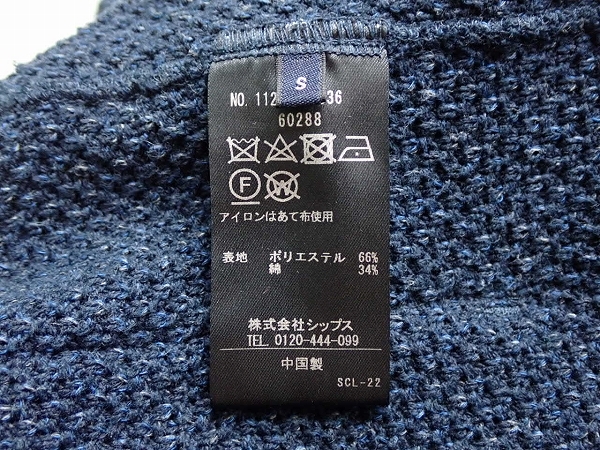 S
NO. 112 36
60288
F W
アイロンはあて布使用
表地 ポリエステル 66%
綿 34%
株式会社シップス
TEL. 0120-444-099
中国製
SCL-22